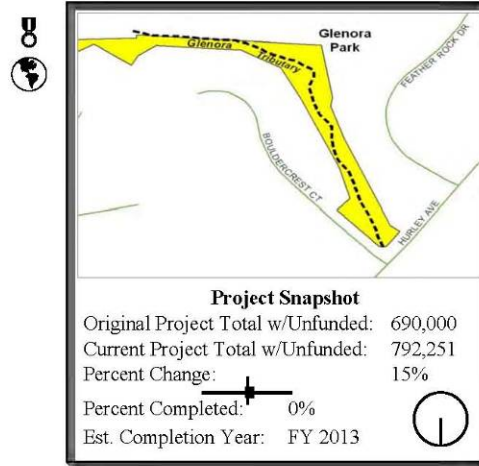 Glenora
Park
Glenora
Tributary
FEATHER ROCK DR
BOULDERCREST CT
HURLEY AVE
Project Snapshot
Original Project Total w/Unfunded: 690,000
Current Project Total w/Unfunded: 792,251
Percent Change: 15%
Percent Completed: 0%
Est. Completion Year: FY 2013